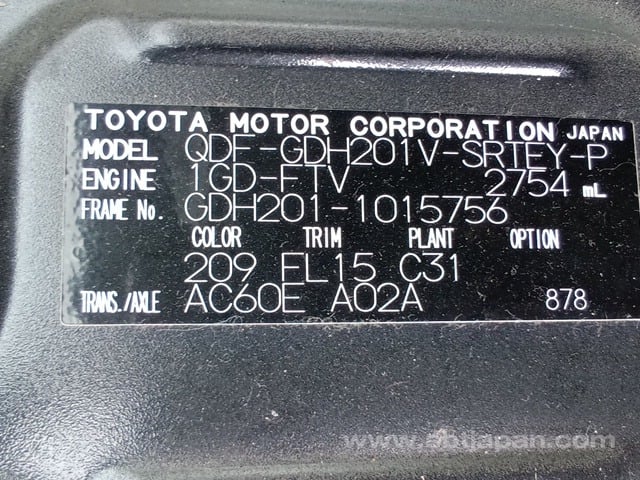 TOYOTA MOTOR CORPORATION JAPAN
MODEL QDF-GDH201V-SRTEY-P
ENGINE 1GD-FTV 2754 mL
FRAME No. GDH201-1015756
COLOR TRIM PLANT OPTION
209 FL15 C31
TRANS./AXLE AC60E A02A 878
www.sbtjapan.com